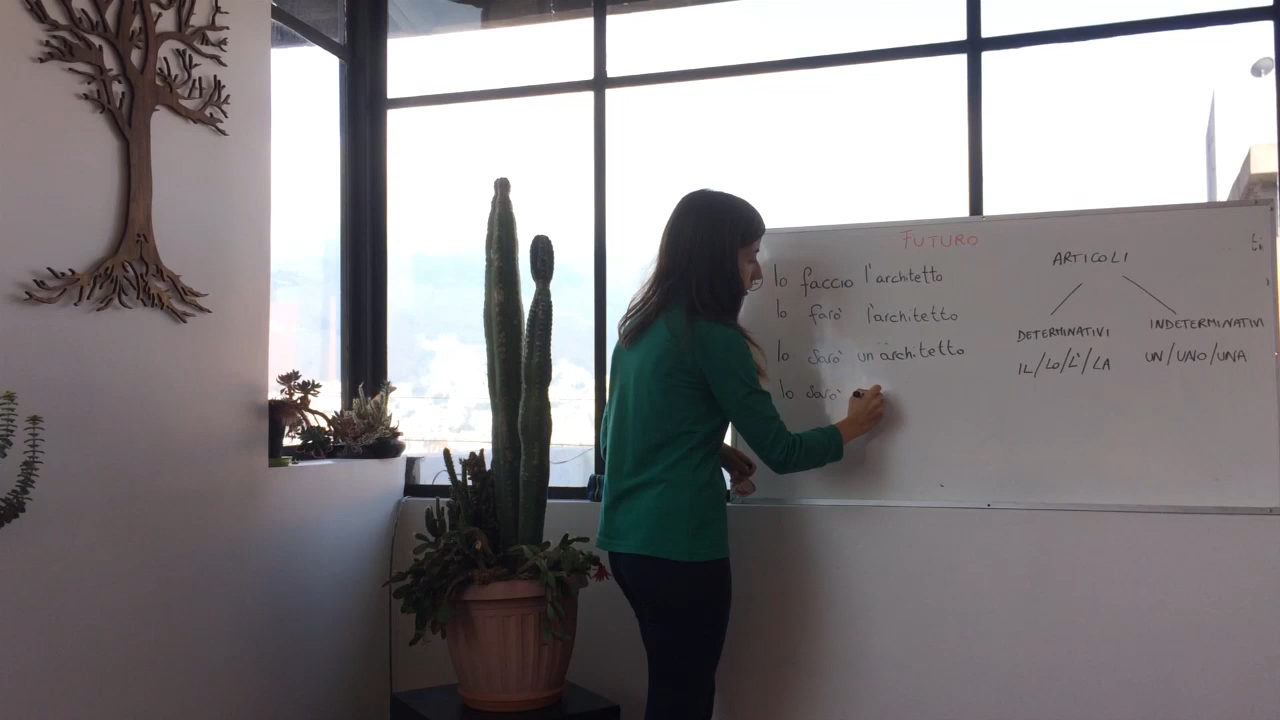 FUTURO
Io faccio l'architetto
Io farò l'architetto
Io sarò un architetto
Io sarò
ARTICOLI
DETERMINATIVI
IL/LO/L'/LA
INDETERMINATIVI
UN/UNO/UNA